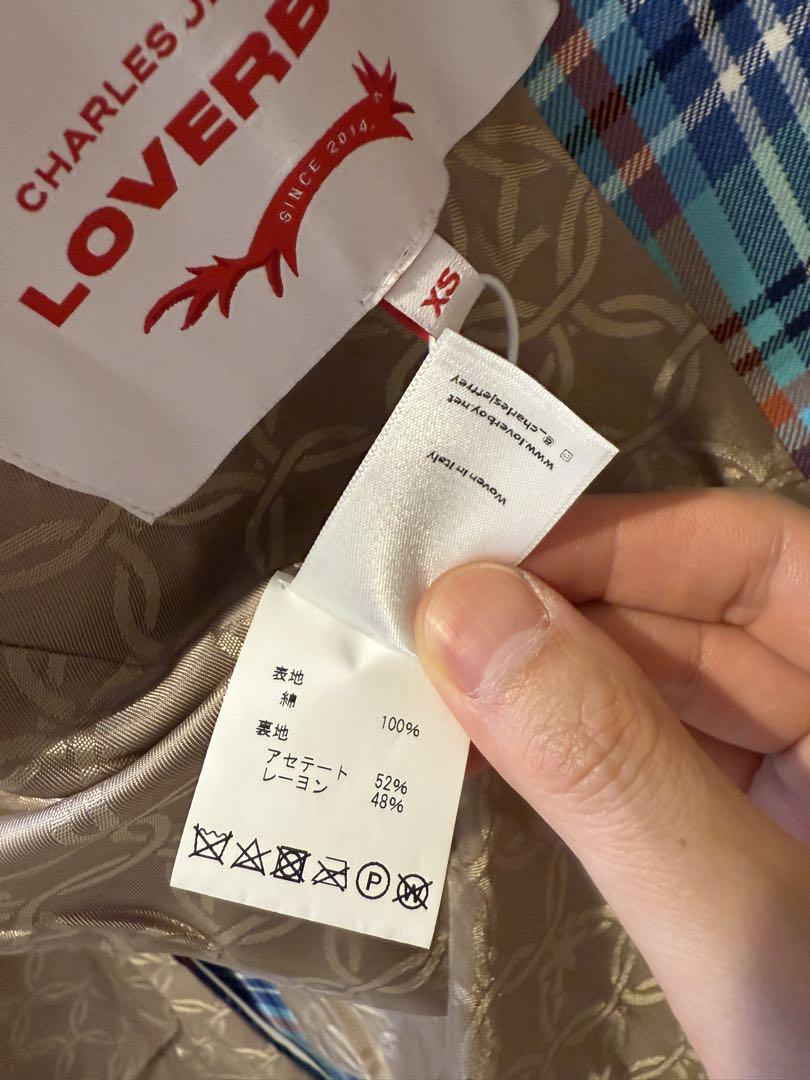 CHARLES JE
LOVERB
SINCE 2014
XS
@_charlesjeffrey
www.loverboy.net
Woven in Italy
表地
綿 100%
裏地
アセテート 52%
レーヨン 48%
P
W